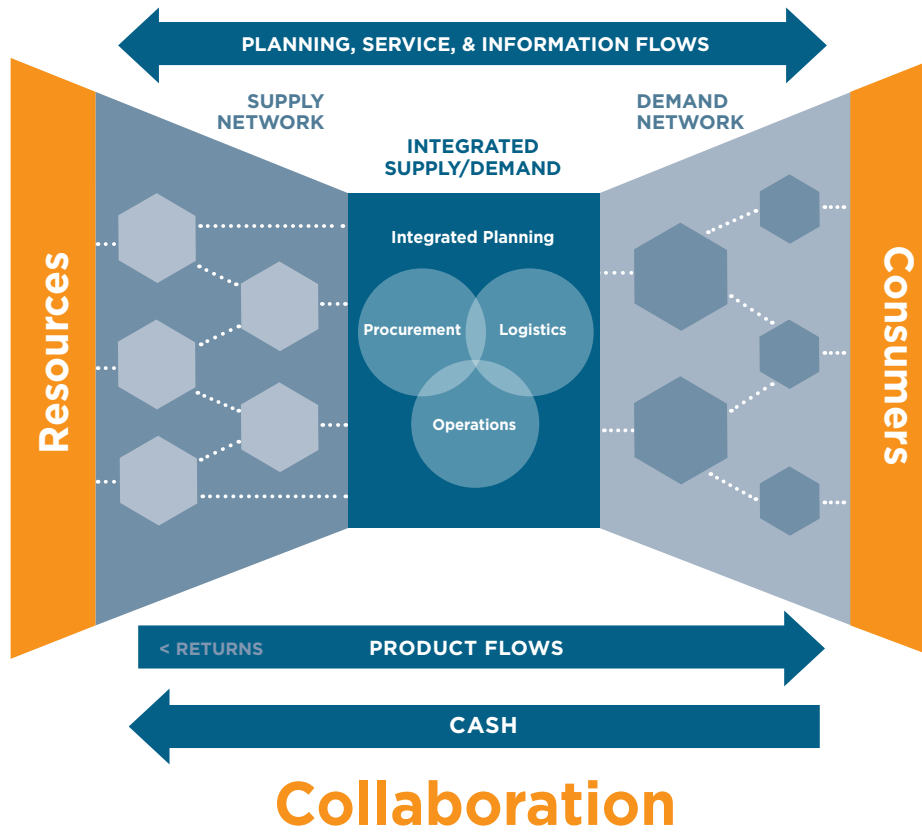 PLANNING, SERVICE, & INFORMATION FLOWS
SUPPLY
NETWORK
DEMAND
NETWORK
INTEGRATED
SUPPLY/DEMAND
Resources
Integrated Planning
Procurement
Logistics
Operations
Consumers
< RETURNS
PRODUCT FLOWS
CASH
Collaboration